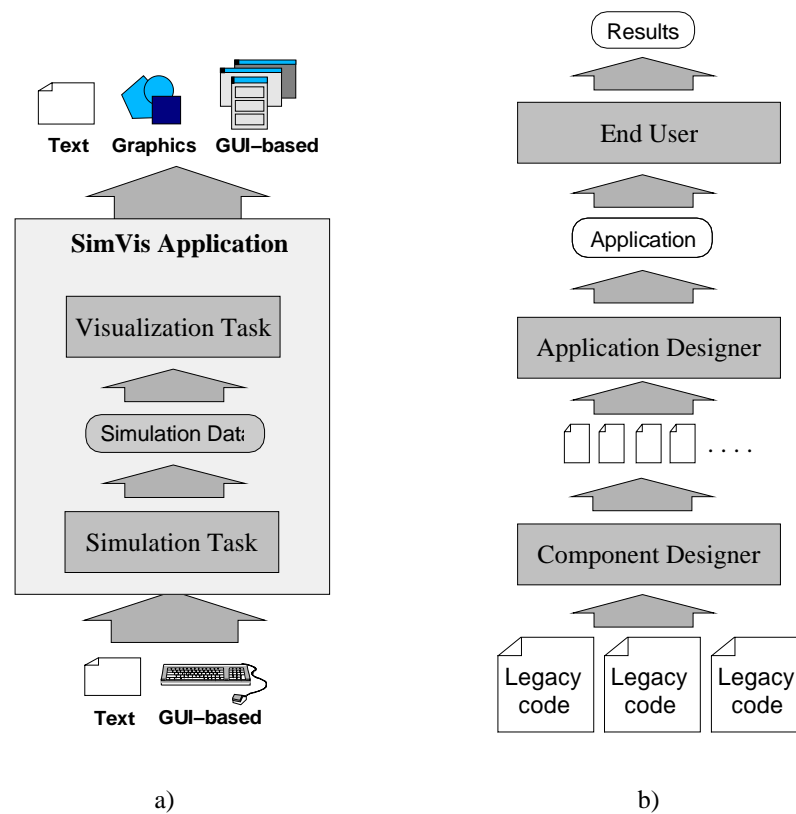 Text Graphics GUI–based
SimVis Application
Visualization Task
Simulation Data
Simulation Task
Text GUI–based
a)
Results
End User
Application
Application Designer
. . . .
Component Designer
Legacy code
Legacy code
Legacy code
b)